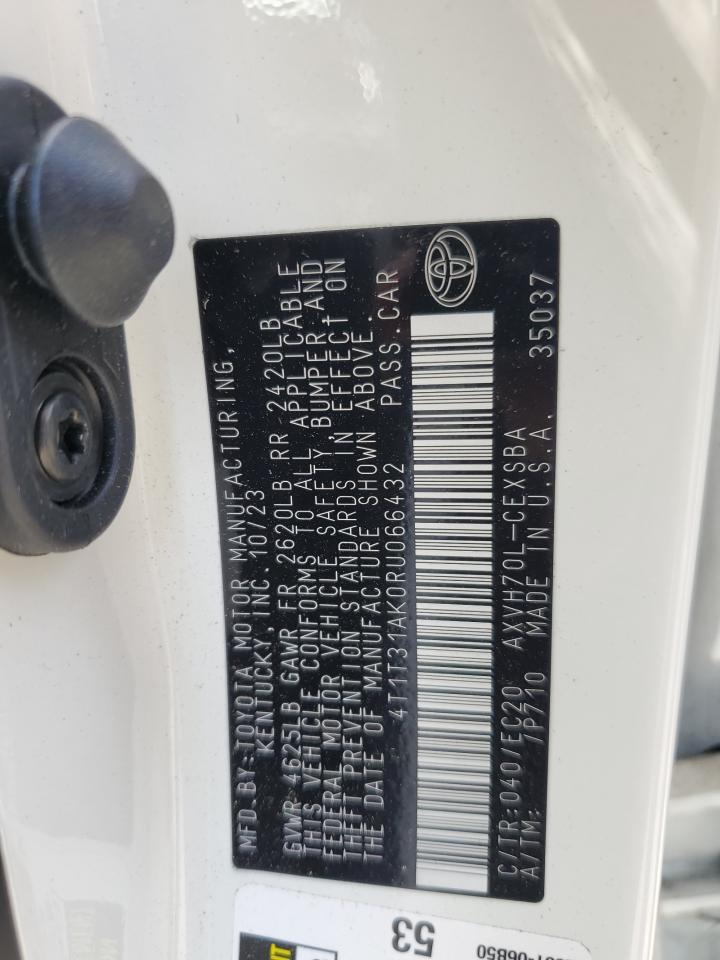 MFD.BY:TOYOTA MOTOR MANUFACTURING,
KENTUCKY, INC. 10/23
GVWR 4625LB GAWR FR 2620LB RR 2420LB
THIS VEHICLE CONFORMS TO ALL APPLICABLE
FEDERAL MOTOR VEHICLE SAFETY,BUMPER,AND
THEFT PREVENTION STANDARDS IN EFFECT ON
THE DATE OF MANUFACTURE SHOWN ABOVE.
4T1T31AK0RU066432 PASS.CAR
C/TR:040/EC20 AXVH70L-CEXSBA
A/TM: /P710 MADE IN U.S.A. 35037
53
06B50